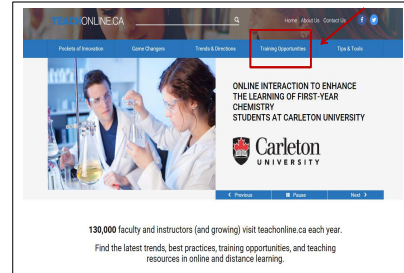 TEACHONLINE.CA
Home About Us Contact Us
Pockets of Innovation Game Changers Trends & Directions Training Opportunities Tips & Tools
ONLINE INTERACTION TO ENHANCE
THE LEARNING OF FIRST-YEAR
CHEMISTRY
STUDENTS AT CARLETON UNIVERSITY
Carleton
UNIVERSITY
Previous Pause Next
130,000 faculty and instructors (and growing) visit teachonline.ca each year.
Find the latest trends, best practices, training opportunities, and teaching
resources in online and distance learning.